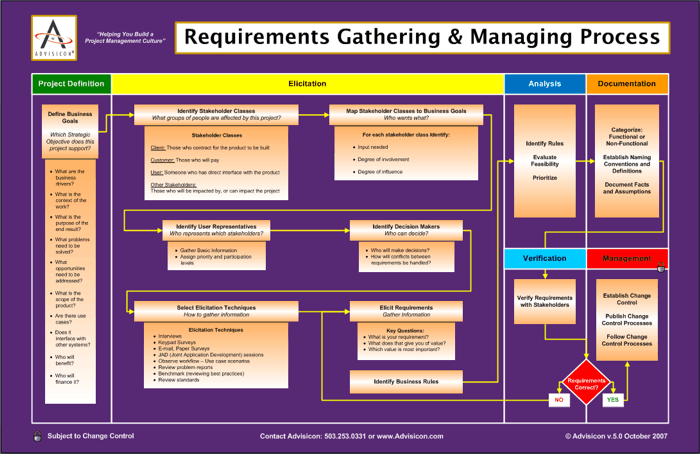 ADVISICON®
"Helping You Build a
Project Management Culture"
Requirements Gathering & Managing Process
Project Definition
Elicitation
Analysis
Documentation
Define Business
Goals
Which Strategic
Objective does this
project support?
• What are the
business
drivers?
• What is the
context of the
work?
• What is the
purpose of the
end result?
• What problems
need to be
solved?
• What
opportunities
need to be
addressed?
• What is the
scope of the
product?
• Are there use
cases?
• Does it
interface with
other systems?
• Who will
benefit?
• Who will
finance it?
Identify Stakeholder Classes
What groups of people are affected by this project?
Stakeholder Classes
Client: Those who contract for the product to be built
Customer: Those who will pay
User: Someone who has direct interface with the product
Other Stakeholders:
Those who will be impacted by, or can impact the project
Map Stakeholder Classes to Business Goals
Who wants what?
For each stakeholder class Identify:
• Input needed
• Degree of involvement
• Degree of influence
Identify User Representatives
Who represents which stakeholders?
• Gather Basic Information
• Assign priority and participation
levels
Identify Decision Makers
Who can decide?
• Who will make decisions?
• How will conflicts between
requirements be handled?
Select Elicitation Techniques
How to gather information
Elicitation Techniques
• Interviews
• Keypad Surveys
• E-mail, Paper Surveys
• JAD (Joint Application Development) sessions
• Observe workflow – Use case scenarios
• Review problem reports
• Benchmark (reviewing best practices)
• Review standards
Elicit Requirements
Gather Information
Key Questions:
• What is your requirement?
• What does that give you of value?
• Which value is most important?
Identify Business Rules
Identify Rules
Evaluate
Feasibility
Prioritize
Categorize:
Functional or
Non-Functional
Establish Naming
Conventions and
Definitions
Document Facts
and Assumptions
Verification
Management
Verify Requirements
with Stakeholders
Establish Change
Control
Publish Change
Control Processes
Follow Change
Control Processes
Requirements
Correct?
NO
YES
Subject to Change Control
Contact Advisicon: 503.253.0331 or www.Advisicon.com
© Advisicon v.5.0 October 2007